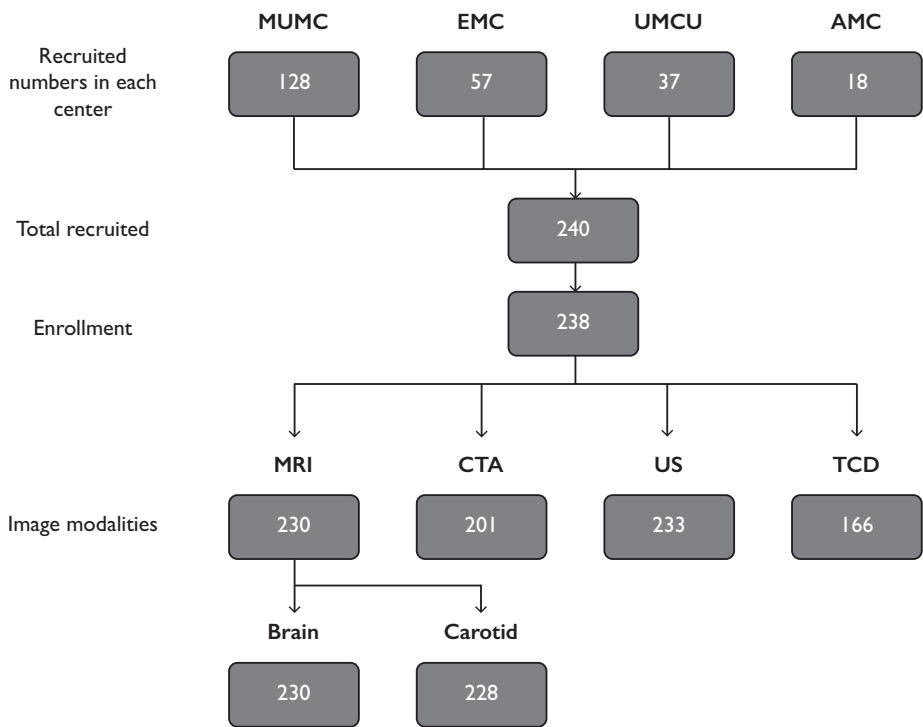 MUMC EMC UMCU AMC
Recruited
numbers in each
center
128 57 37 18
Total recruited
240
Enrollment
238
MRI CTA US TCD
Image modalities
230 201 233 166
Brain Carotid
230 228